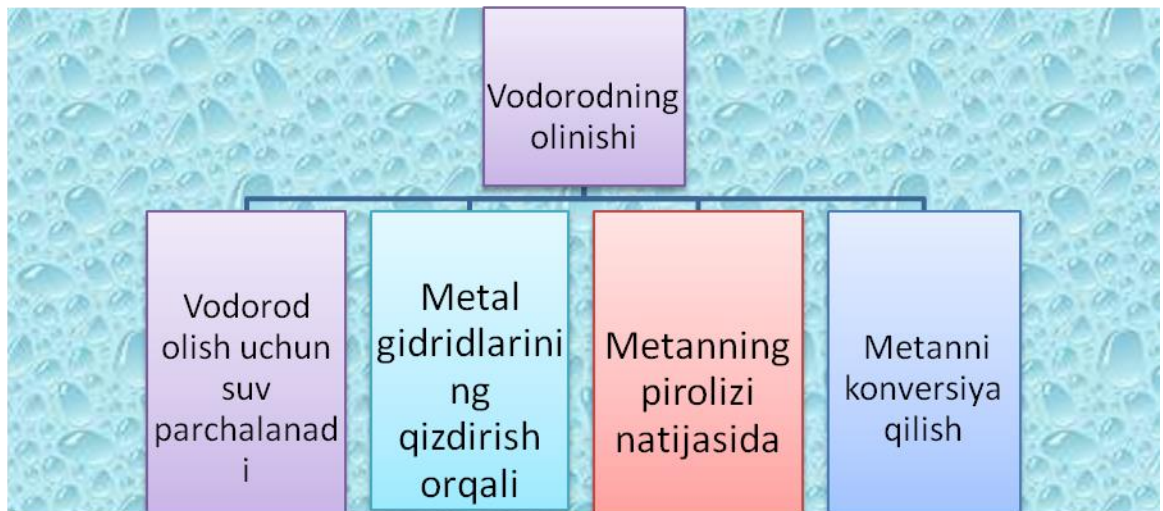 Vodorodning
olinishi
Vodorod
olish uchun
suv
parchalanad
i
Metal
gidridlarini
ng
qizdirish
orqali
Metanning
pirolizi
natijasida
Metanni
konversiya
qilish